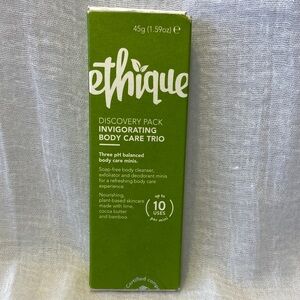 45g (1.59oz) ℮
ethique
DISCOVERY PACK
INVIGORATING
BODY CARE TRIO
Three pH balanced
body care minis.
Soap-free body cleanser,
exfoliator and deodorant minis
for a refreshing body care
experience
Nourishing,
plant-based skincare
made with lime,
cocoa butter
and bamboo
up to
10
USES
per mini
Certified